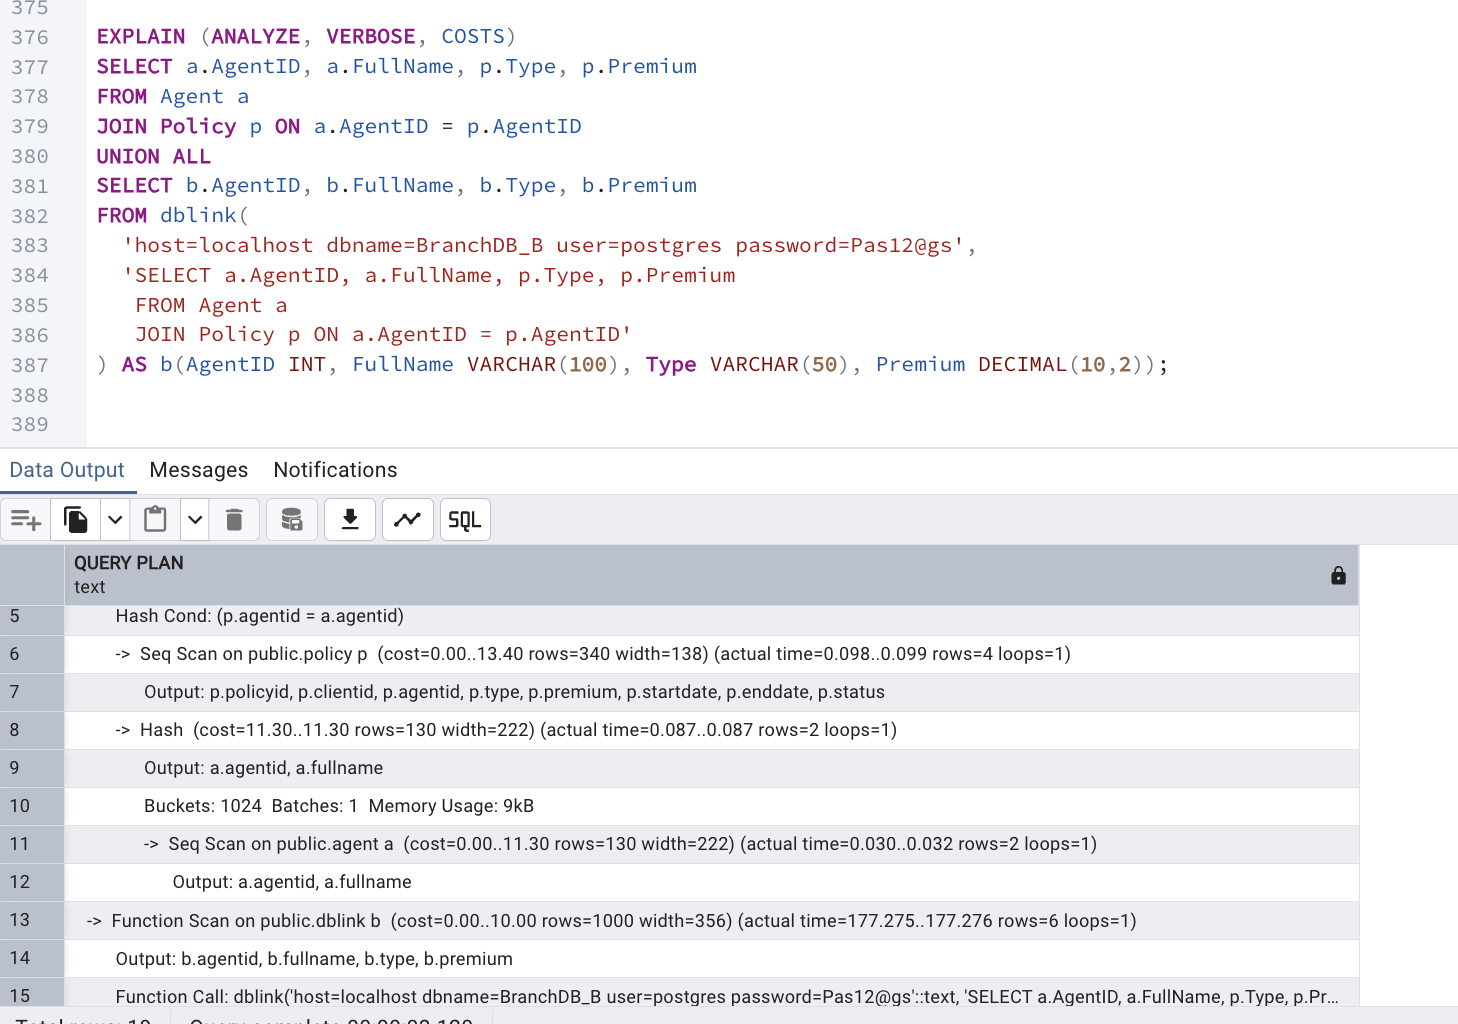 375
376 EXPLAIN (ANALYZE, VERBOSE, COSTS)
377 SELECT a.AgentID, a.FullName, p.Type, p.Premium
378 FROM Agent a
379 JOIN Policy p ON a.AgentID = p.AgentID
380 UNION ALL
381 SELECT b.AgentID, b.FullName, b.Type, b.Premium
382 FROM dblink(
383 'host=localhost dbname=BranchDB_B user=postgres password=Pas12@gs',
384 'SELECT a.AgentID, a.FullName, p.Type, p.Premium
385 FROM Agent a
386 JOIN Policy p ON a.AgentID = p.AgentID'
387 ) AS b(AgentID INT, FullName VARCHAR(100), Type VARCHAR(50), Premium DECIMAL(10,2));
388
389
Data Output Messages Notifications
SQL
QUERY PLAN
text
5 Hash Cond: (p.agentid = a.agentid)
6 -> Seq Scan on public.policy p (cost=0.00..13.40 rows=340 width=138) (actual time=0.098..0.099 rows=4 loops=1)
7 Output: p.policyid, p.clientid, p.agentid, p.type, p.premium, p.startdate, p.enddate, p.status
8 -> Hash (cost=11.30..11.30 rows=130 width=222) (actual time=0.087..0.087 rows=2 loops=1)
9 Output: a.agentid, a.fullname
10 Buckets: 1024 Batches: 1 Memory Usage: 9kB
11 -> Seq Scan on public.agent a (cost=0.00..11.30 rows=130 width=222) (actual time=0.030..0.032 rows=2 loops=1)
12 Output: a.agentid, a.fullname
13 -> Function Scan on public.dblink b (cost=0.00..10.00 rows=1000 width=356) (actual time=177.275..177.276 rows=6 loops=1)
14 Output: b.agentid, b.fullname, b.type, b.premium
15 Function Call: dblink('host=localhost dbname=BranchDB_B user=postgres password=Pas12@gs'::text, 'SELECT a.AgentID, a.FullName, p.Type, p.Pr...
Total rows: Query complete